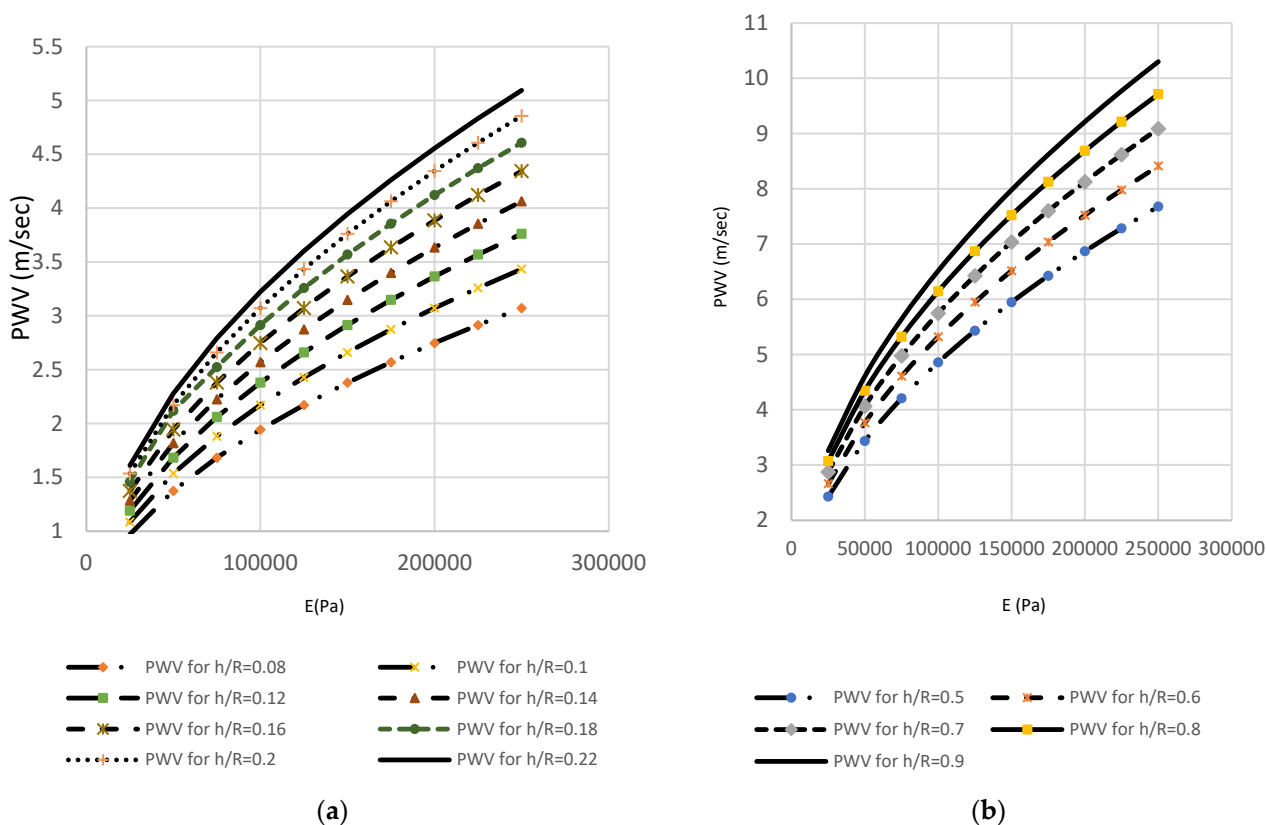 5.5
5
4.5
4
3.5
3
2.5
2
1.5
1
PWV (m/sec)
0 100000 200000 300000
E(Pa)
PWV for h/R=0.08 PWV for h/R=0.1
PWV for h/R=0.12 PWV for h/R=0.14
PWV for h/R=0.16 PWV for h/R=0.18
PWV for h/R=0.2 PWV for h/R=0.22
(a)
11
10
9
8
7
6
5
4
3
2
PWV (m/sec)
0 50000 100000 150000 200000 250000 300000
E (Pa)
PWV for h/R=0.5 PWV for h/R=0.6
PWV for h/R=0.7 PWV for h/R=0.8
PWV for h/R=0.9
(b)